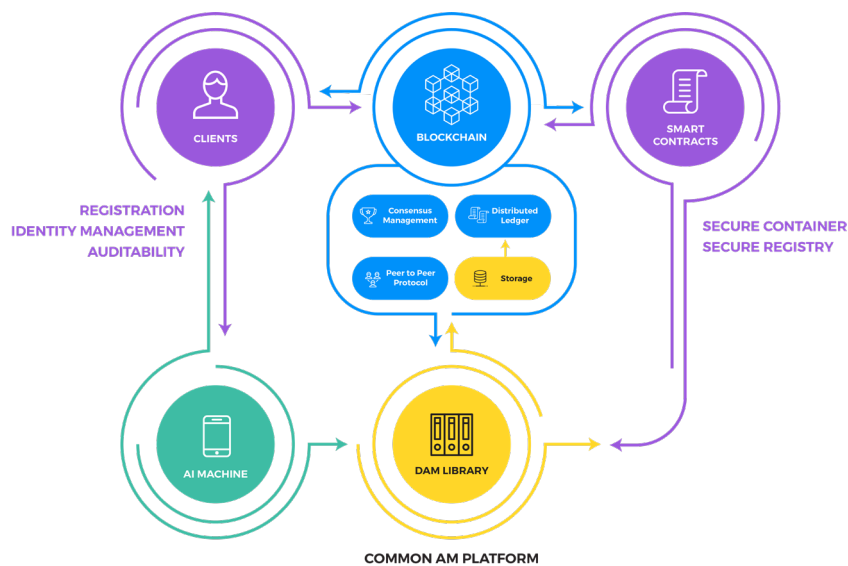 CLIENTS
BLOCKCHAIN
SMART
CONTRACTS
REGISTRATION
IDENTITY MANAGEMENT
AUDITABILITY
Consensus
Management
Distributed
Ledger
Peer to Peer
Protocol
Storage
SECURE CONTAINER
SECURE REGISTRY
AI MACHINE
DAM LIBRARY
COMMON AM PLATFORM